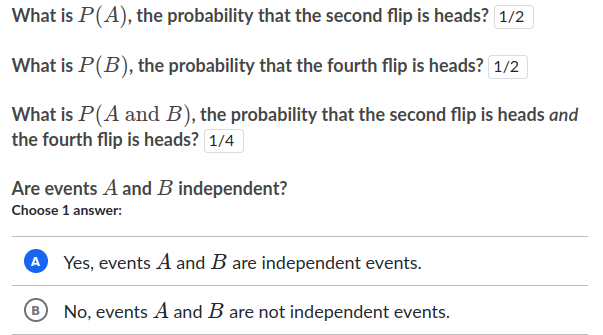 What is P(A), the probability that the second flip is heads? 1/2
What is P(B), the probability that the fourth flip is heads? 1/2
What is P(A and B), the probability that the second flip is heads and
the fourth flip is heads? 1/4
Are events A and B independent?
Choose 1 answer:
A Yes, events A and B are independent events.
B No, events A and B are not independent events.